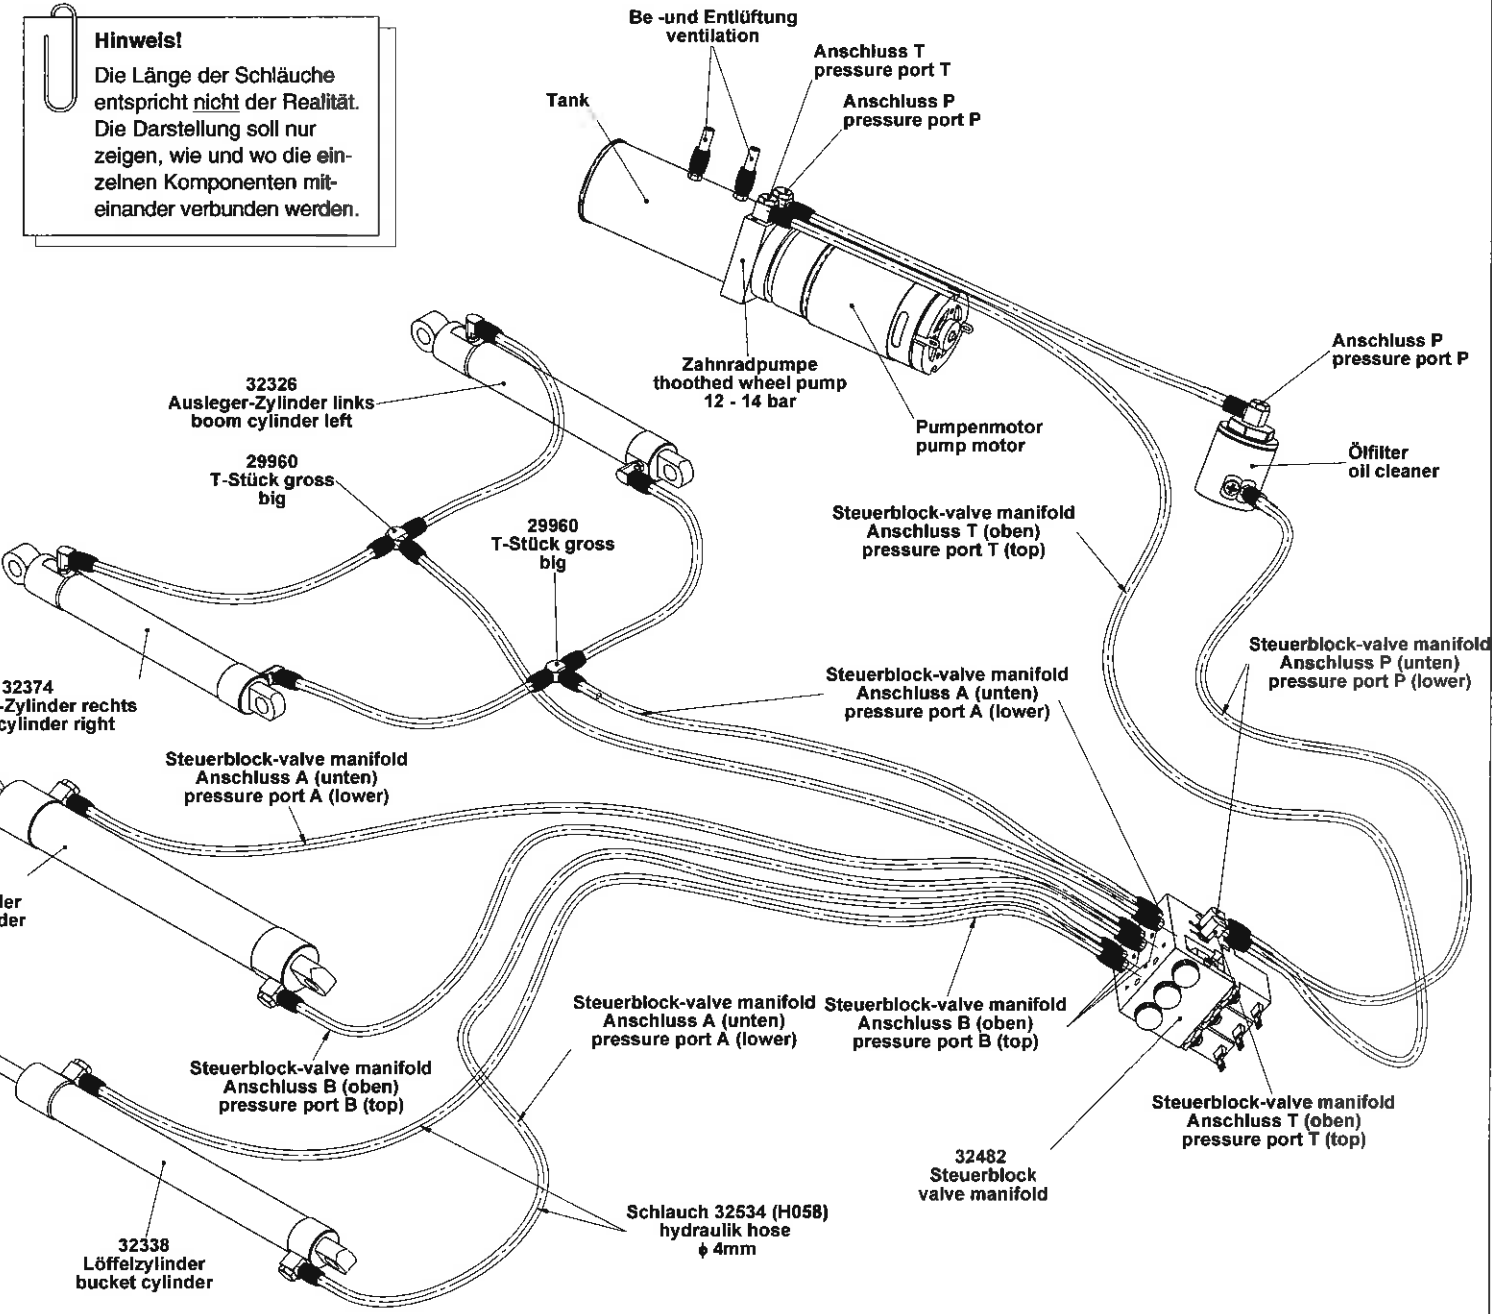 Hinweis!
Die Länge der Schläuche
entspricht nicht der Realität.
Die Darstellung soll nur
zeigen, wie und wo die ein-
zelnen Komponenten mit-
einander verbunden werden.
Be -und Entlüftung
ventilation
Anschluss T
pressure port T
Tank
Anschluss P
pressure port P
Zahnradpumpe
thoothed wheel pump
12 - 14 bar
Pumpenmotor
pump motor
Anschluss P
pressure port P
Ölfilter
oil cleaner
32326
Ausleger-Zylinder links
boom cylinder left
29960
T-Stück gross
big
29960
T-Stück gross
big
Steuerblock-valve manifold
Anschluss T (oben)
pressure port T (top)
Steuerblock-valve manifold
Anschluss P (unten)
pressure port P (lower)
32374
-Zylinder rechts
cylinder right
Steuerblock-valve manifold
Anschluss A (unten)
pressure port A (lower)
Steuerblock-valve manifold
Anschluss A (unten)
pressure port A (lower)
der
der
Steuerblock-valve manifold
Anschluss A (unten)
pressure port A (lower)
Steuerblock-valve manifold
Anschluss B (oben)
pressure port B (top)
Steuerblock-valve manifold
Anschluss B (oben)
pressure port B (top)
Steuerblock-valve manifold
Anschluss T (oben)
pressure port T (top)
32482
Steuerblock
valve manifold
Schlauch 32534 (H058)
hydraulik hose
ϕ 4mm
32338
Löffelzylinder
bucket cylinder